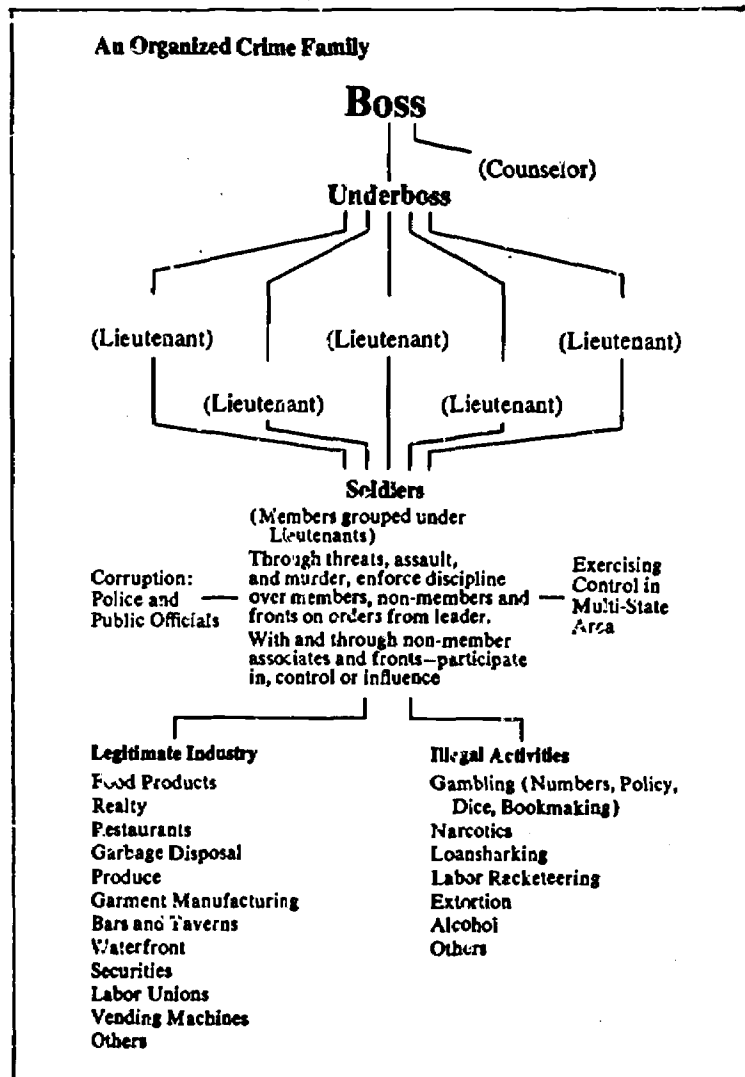 An Organized Crime Family
Boss
(Counselor)
Underboss
(Lieutenant)
(Lieutenant)
(Lieutenant)
(Lieutenant)
(Lieutenant)
Soldiers
(Members grouped under
Lieutenants)
Through threats, assault,
and murder, enforce discipline
over members, non-members and
fronts on orders from leader.
With and through non-member
associates and fronts—participate
in, control or influence
Corruption:
Police and
Public Officials
Exercising
Control in
Multi-State
Area
Legitimate Industry
Food Products
Realty
Restaurants
Garbage Disposal
Produce
Garment Manufacturing
Bars and Taverns
Waterfront
Securities
Labor Unions
Vending Machines
Others
Illegal Activities
Gambling (Numbers, Policy,
Dice, Bookmaking)
Narcotics
Loansharking
Labor Racketeering
Extortion
Alcohol
Others